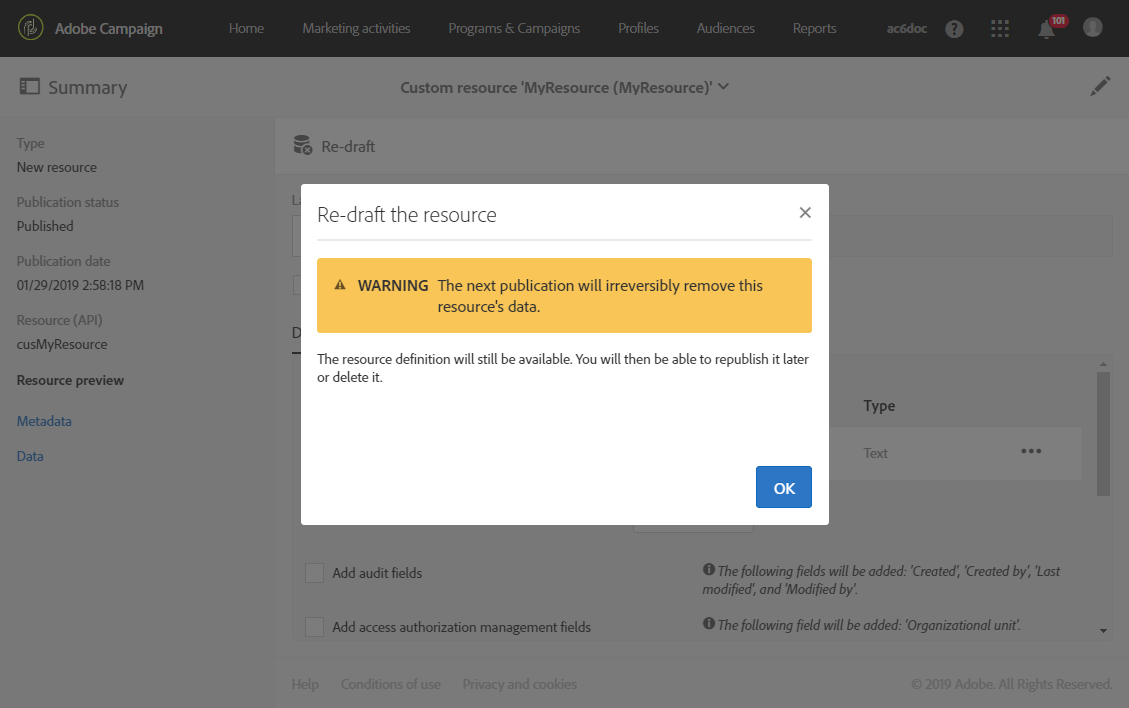 Adobe Campaign Home Marketing activities Programs & Campaigns Profiles Audiences Reports ac6doc ? 101
Summary Custom resource 'MyResource (MyResource)'
Type
New resource
Publication status
Published
Publication date
01/29/2019 2:58:18 PM
Resource (API)
cusMyResource
Resource preview
Metadata
Data
Re-draft
La
D
Re-draft the resource
WARNING The next publication will irreversibly remove this
resource's data.
The resource definition will still be available. You will then be able to republish it later
or delete it.
OK
Type
Text
Add audit fields
The following fields will be added: 'Created', 'Created by', 'Last
modified', and 'Modified by'.
Add access authorization management fields
The following field will be added: 'Organizational unit'.
Help Conditions of use Privacy and cookies © 2019 Adobe. All Rights Reserved.